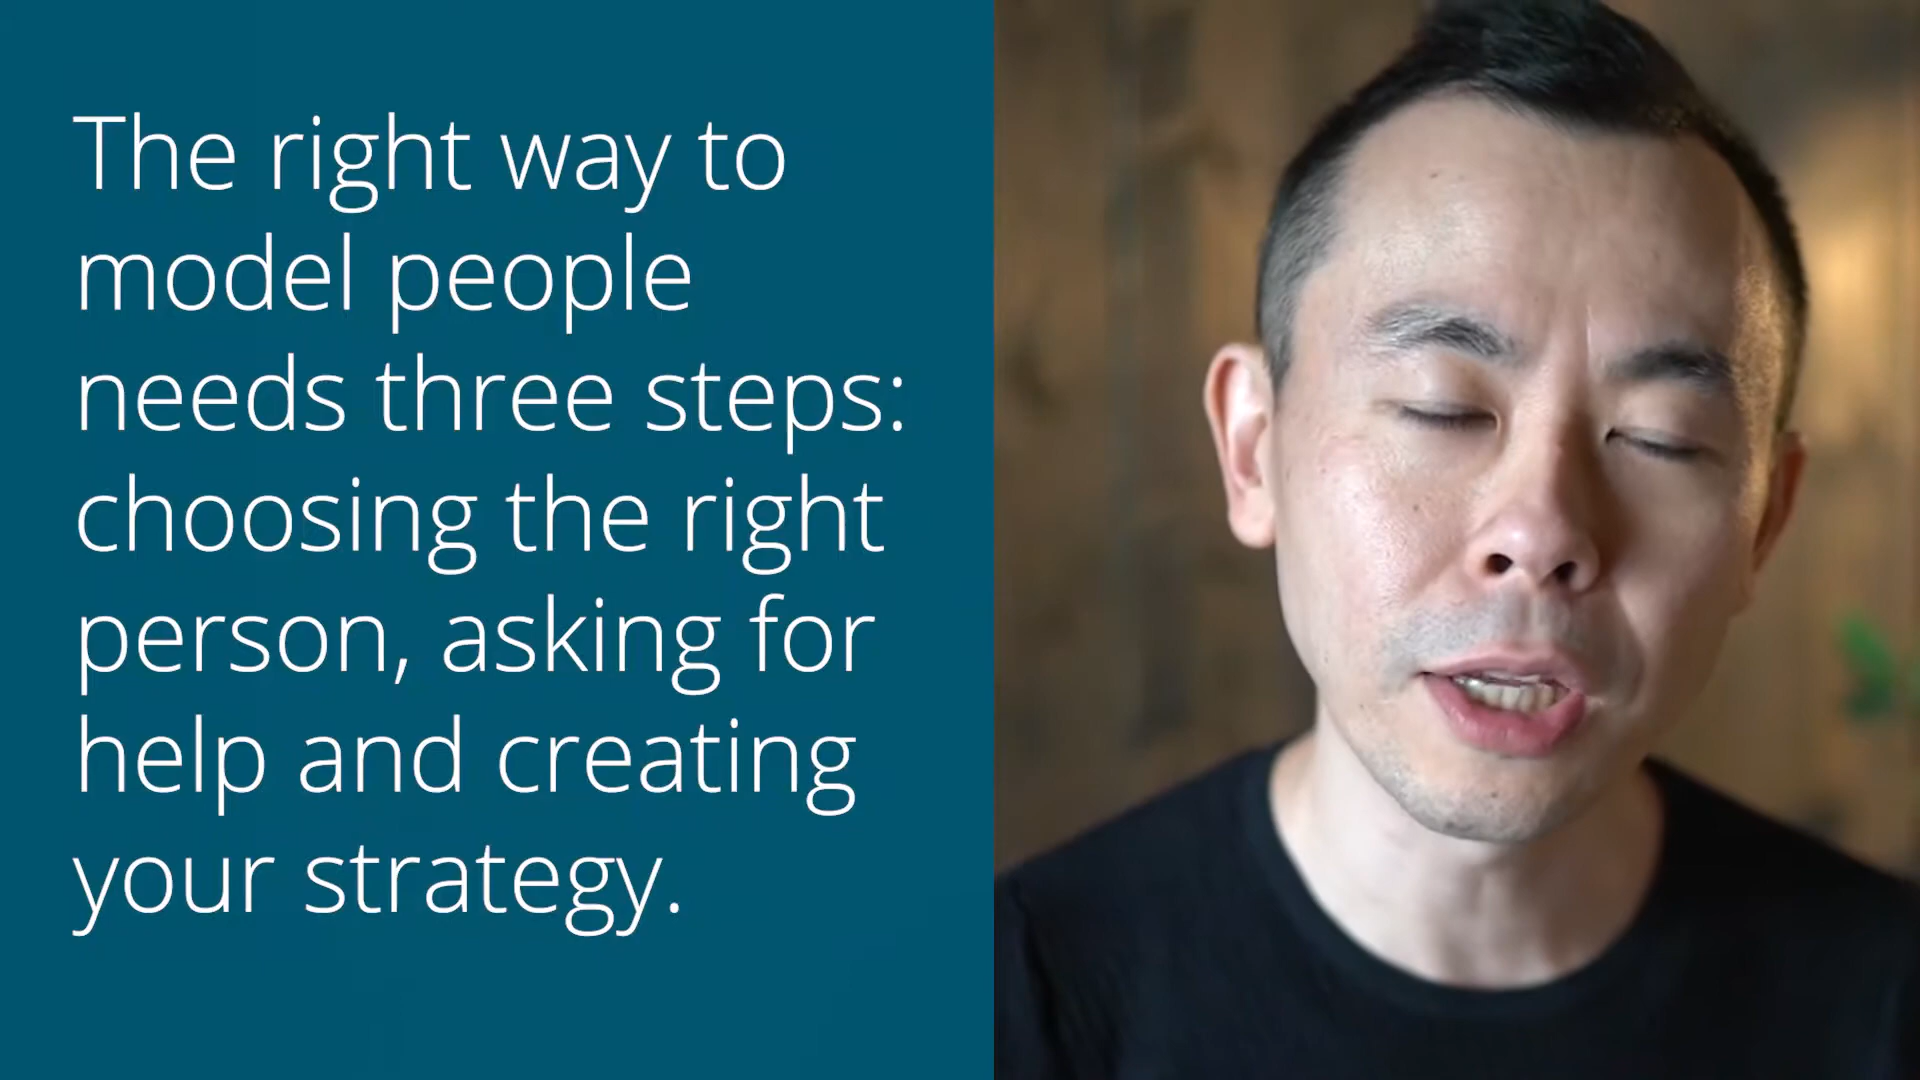 The right way to
model people
needs three steps:
choosing the right
person, asking for
help and creating
your strategy.